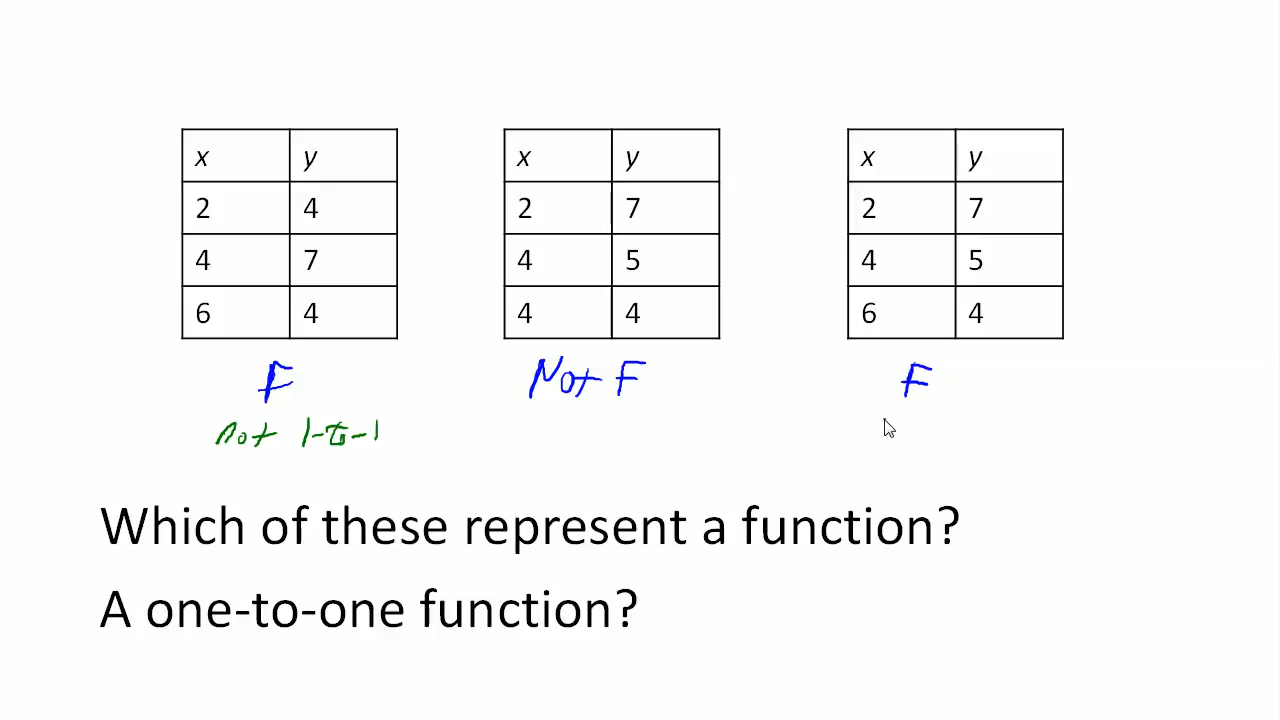 x y x y x y
2 4 2 7 2 7
4 7 4 5 4 5
6 4 4 4 6 4
F Not F F
not 1-to-1
Which of these represent a function?
A one-to-one function?